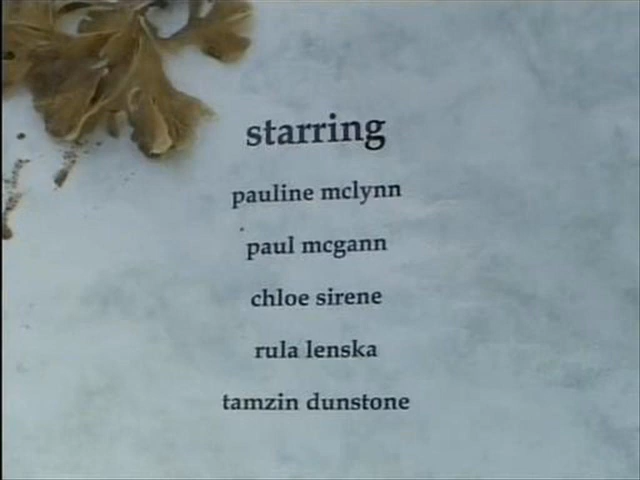 starring
pauline mclynn
paul mcgann
chloe sirene
rula lenska
tamzin dunstone